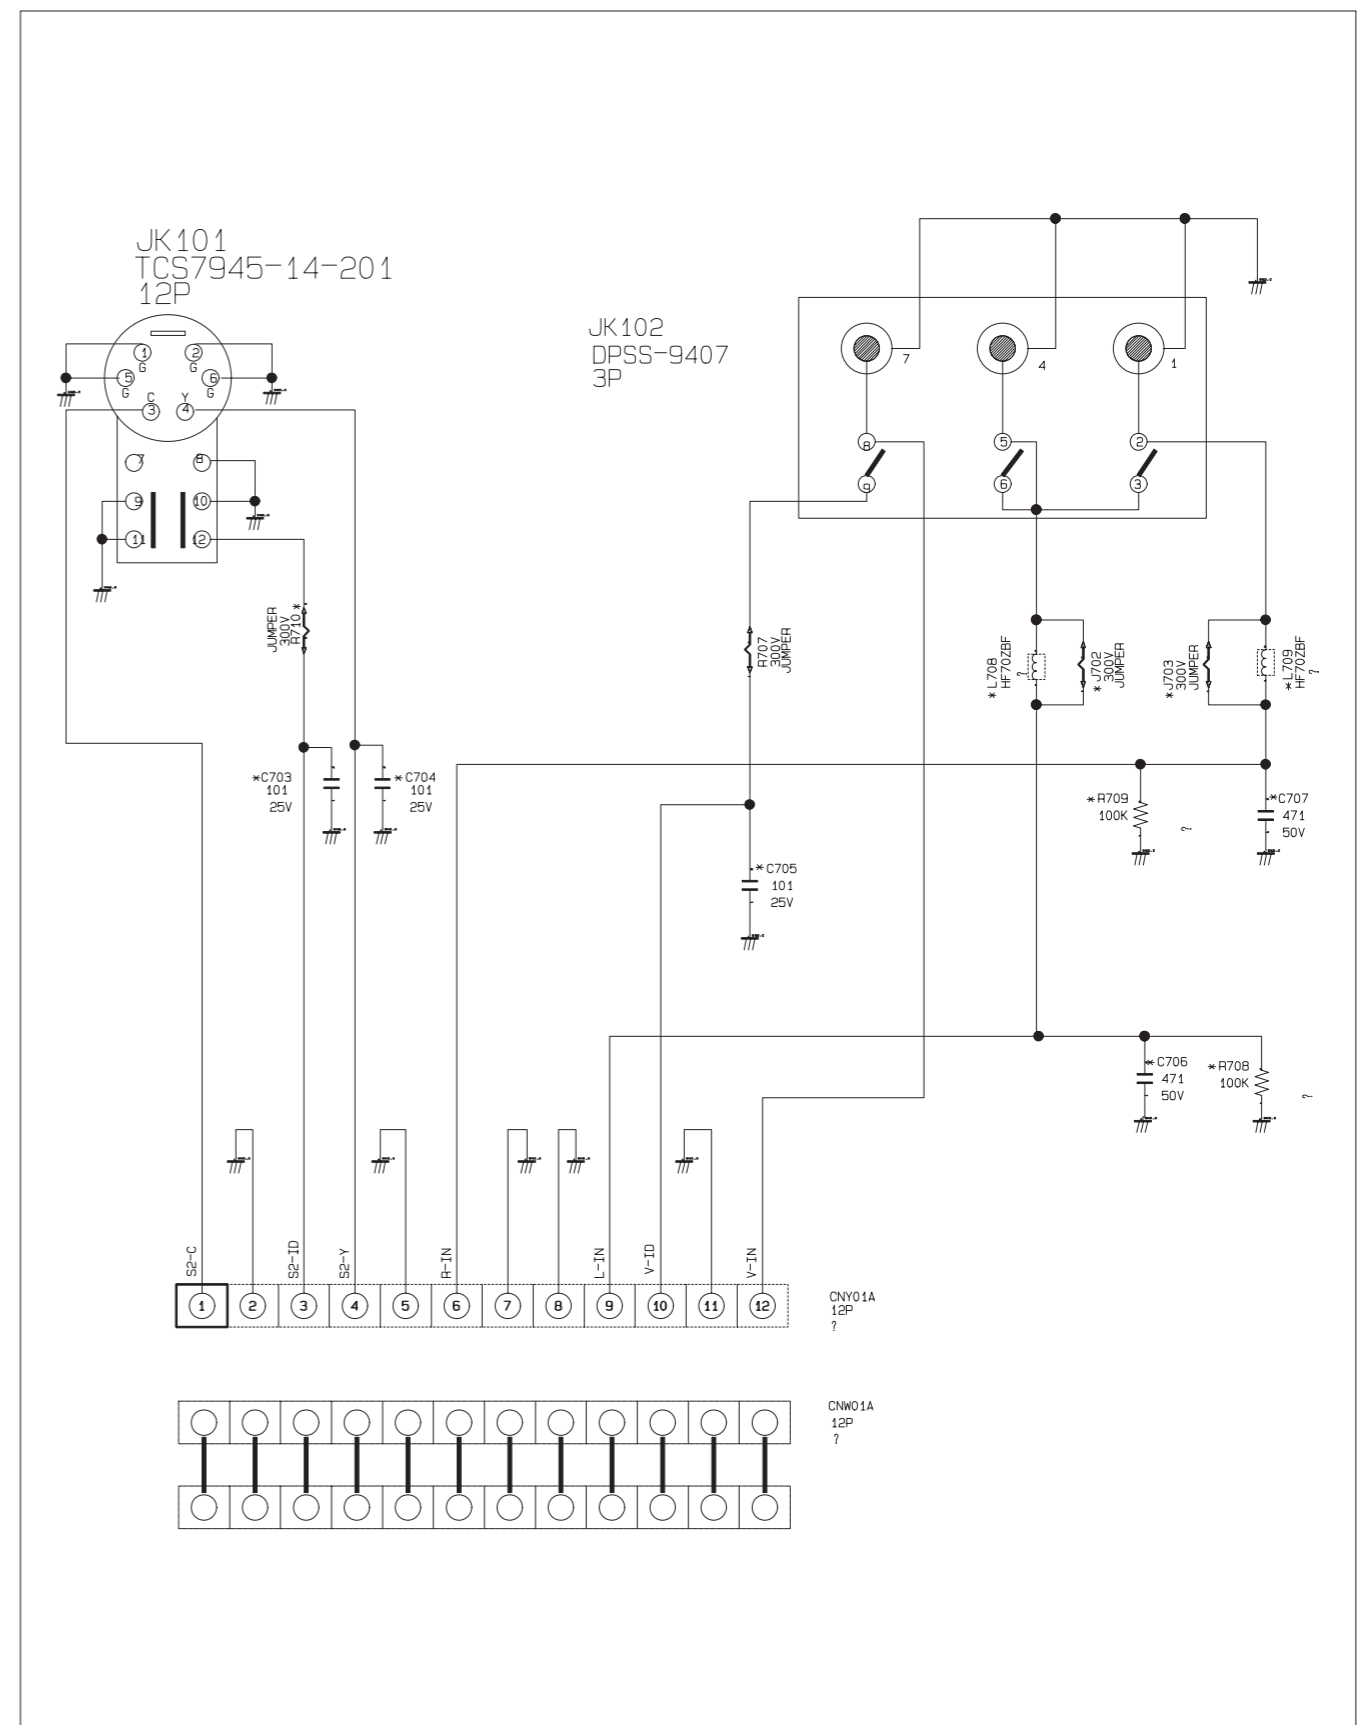 JK101
TCS7945-14-201
12P
JK102
DPSS-9407
3P
1
2
G
G
5
6
G
G
C
Y
3
4
7
8
9
10
11
12
7
4
1
8
5
2
9
6
3
JUMPER
300V
R710 *
R707
300V
JUMPER
* L708
HF70ZBF
?
* J702
300V
JUMPER
* J703
300V
JUMPER
* L709
HF70ZBF
?
*C703
101
25V
* C704
101
25V
* R709
100K
?
*C707
471
50V
* C705
101
25V
* C706
471
50V
* R708
100K
?
S2-C
S2-ID
S2-Y
R-IN
L-IN
V-ID
V-IN
1 2 3 4 5 6 7 8 9 10 11 12
CNY01A
12P
?
CNW01A
12P
?